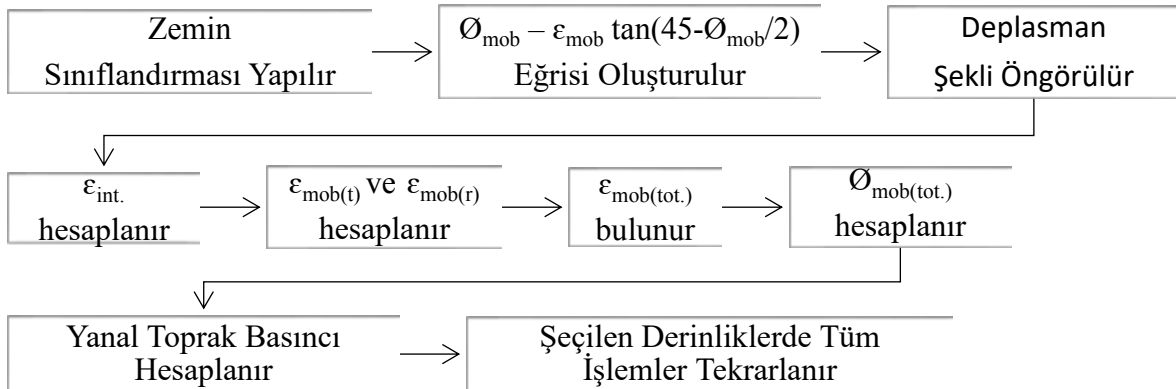 Zemin
Sınıflandırması Yapılır
Ømob – εmob tan(45-Ømob/2)
Eğrisi Oluşturulur
Deplasman
Şekli Öngörülür
εint.
hesaplanır
εmob(t) ve εmob(r)
hesaplanır
εmob(tot.)
bulunur
Ømob(tot.)
hesaplanır
Yanal Toprak Basıncı
Hesaplanır
Şeçilen Derinliklerde Tüm
İşlemler Tekrarlanır